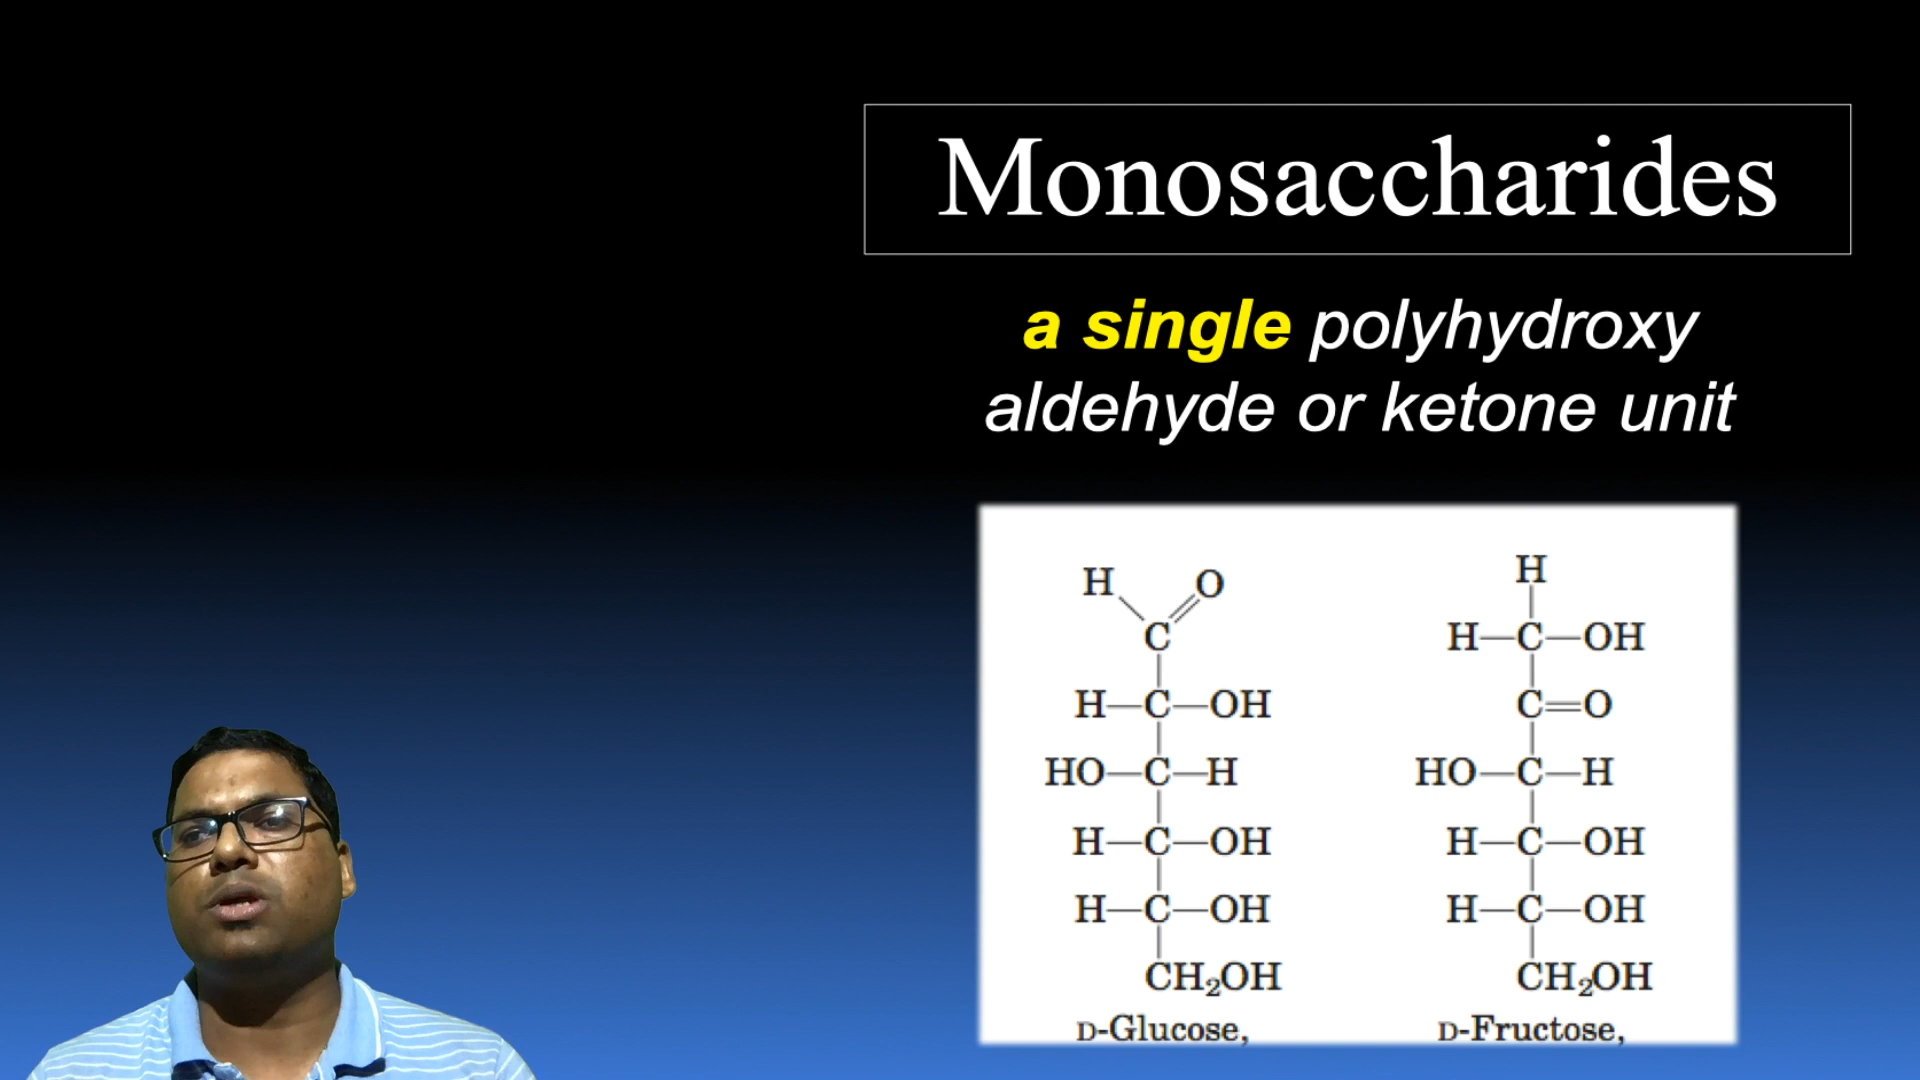 Monosaccharides
a single polyhydroxy
aldehyde or ketone unit
H O H
C H—C—OH
H—C—OH C=O
HO—C—H HO—C—H
H—C—OH H—C—OH
H—C—OH H—C—OH
CH₂OH CH₂OH
D-Glucose, D-Fructose,